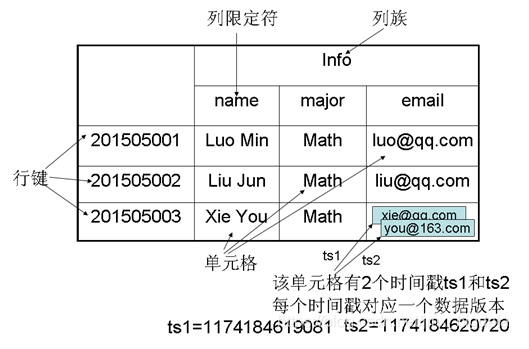 列限定符 列族
Info
name major email
201505001 Luo Min Math luo@qq.com
行键 201505002 Liu Jun Math liu@qq.com
201505003 Xie You Math xie@qq.com
you@163.com
单元格 ts1 ts2
该单元格有2个时间戳ts1和ts2
每个时间戳对应一个数据版本
ts1=1174184619081 ts2=1174184620720